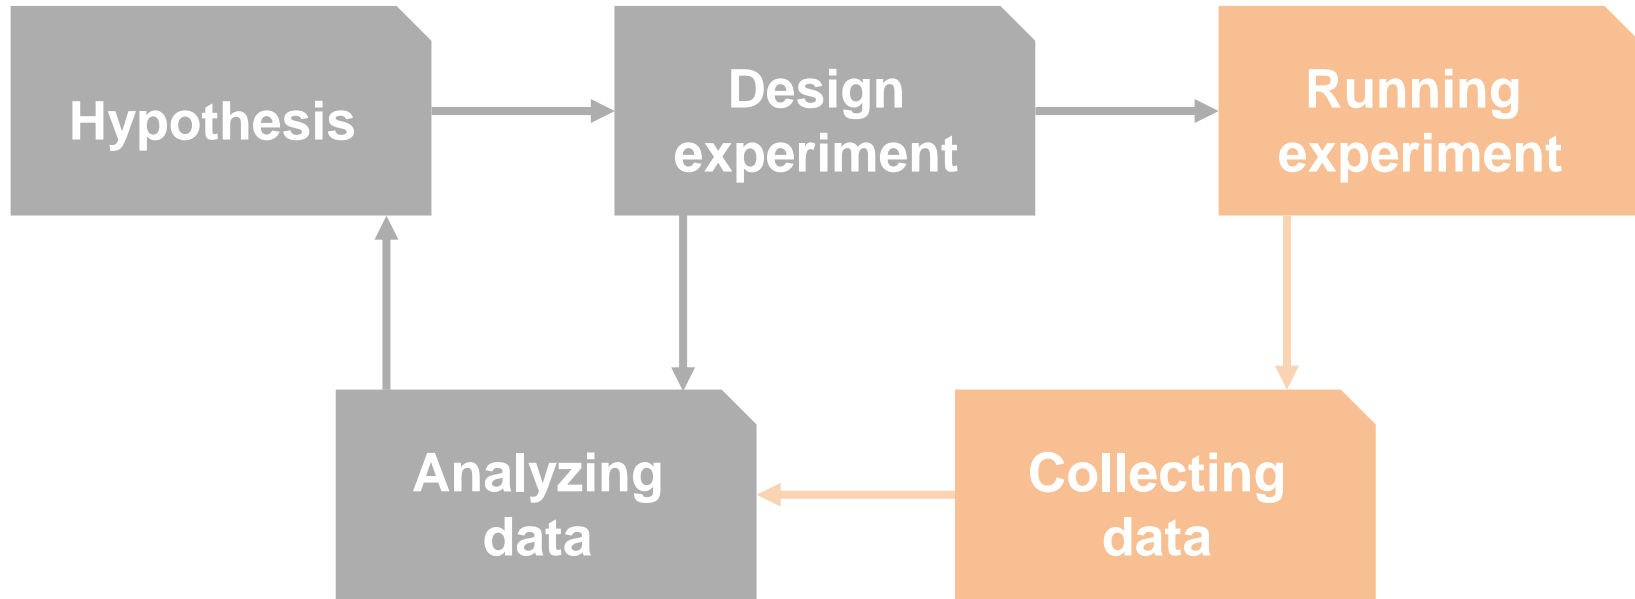 Hypothesis
Design
experiment
Running
experiment
Analyzing
data
Collecting
data